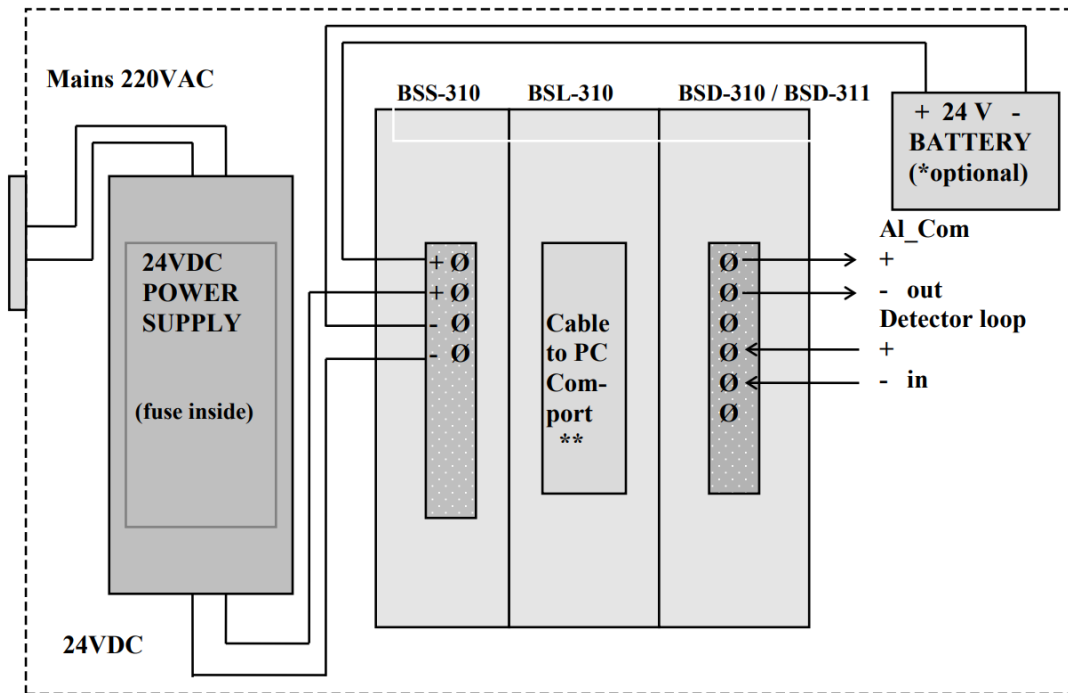 Mains 220VAC
BSS-310
BSL-310
BSD-310 / BSD-311
+ 24 V -
BATTERY
(*optional)
24VDC
POWER
SUPPLY
(fuse inside)
+ Ø
+ Ø
- Ø
- Ø
Cable
to PC
Com-
port
**
Ø
Ø
Ø
Ø
Ø
Ø
Al_Com
+
- out
Detector loop
+
- in
24VDC